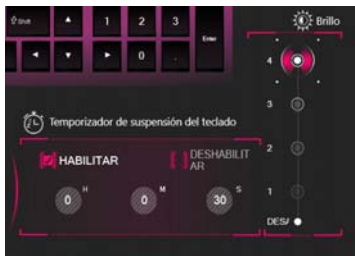 Shift
1
2
3
Enter
0
.
Brillo
4
3
2
1
DES/
Temporizador de suspensión del teclado
HABILITAR
DESHABILIT
AR
0 H
0 M
30 S